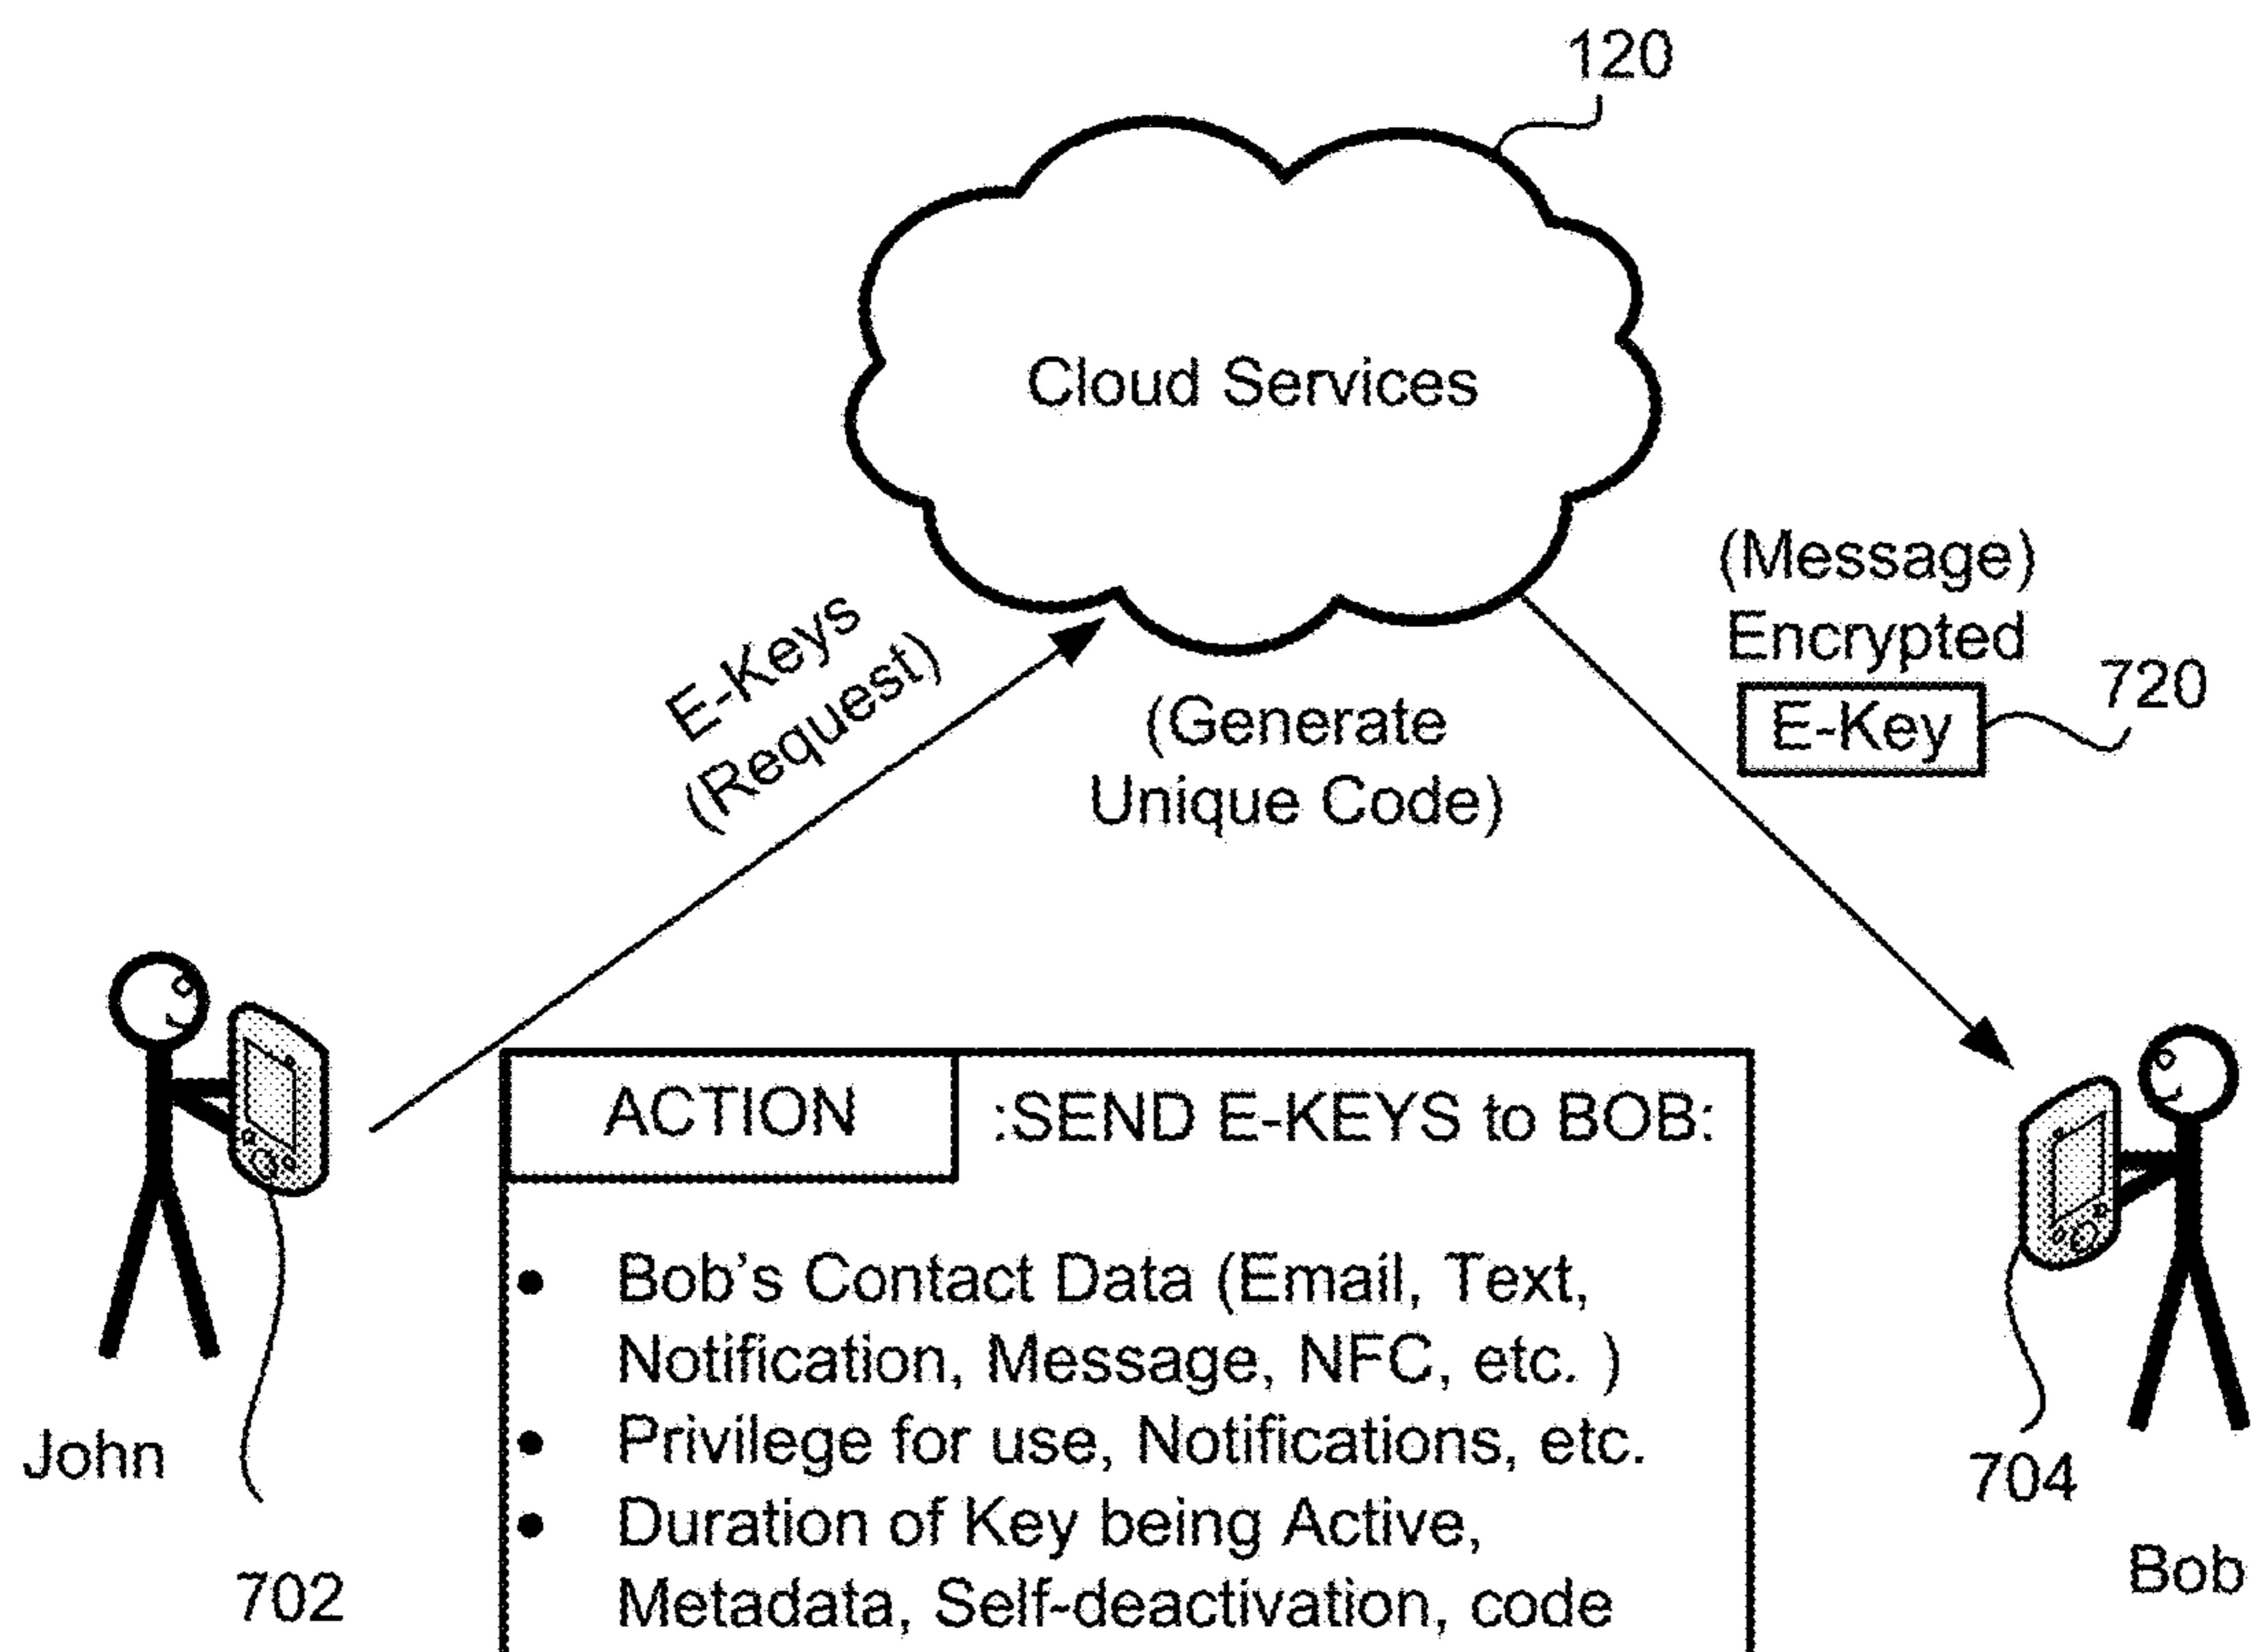 120
Cloud Services
(Message)
Encrypted
E-Key
720
E-Keys
(Request)
(Generate
Unique Code)
ACTION
:SEND E-KEYS to BOB:
• Bob's Contact Data (Email, Text,
Notification, Message, NFC, etc. )
• Privilege for use, Notifications, etc.
• Duration of Key being Active,
Metadata, Self-deactivation, code
John
702
704
Bob